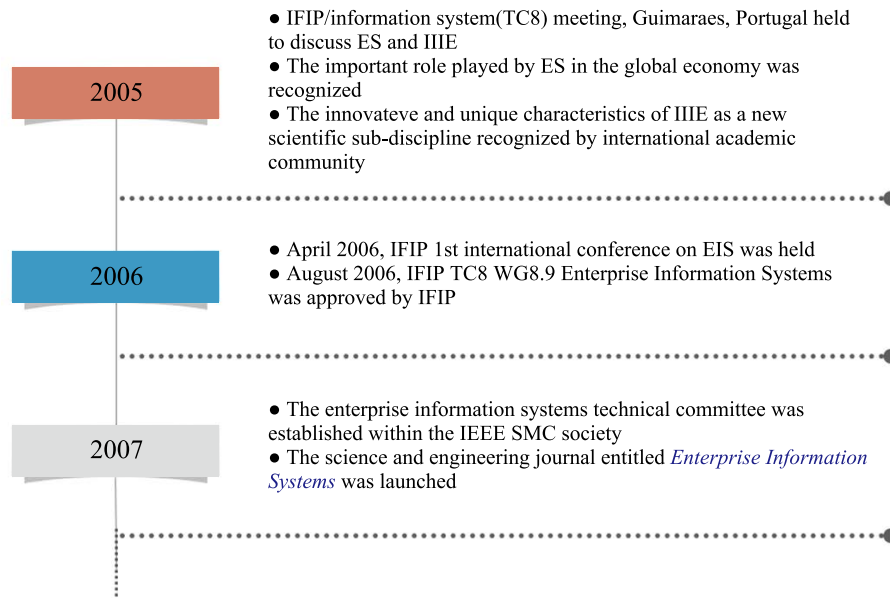 ● IFIP/information system(TC8) meeting, Guimaraes, Portugal held
to discuss ES and IIIE
● The important role played by ES in the global economy was
recognized
● The innovateve and unique characteristics of IIIE as a new
scientific sub-discipline recognized by international academic
community
2005
● April 2006, IFIP 1st international conference on EIS was held
● August 2006, IFIP TC8 WG8.9 Enterprise Information Systems
was approved by IFIP
2006
● The enterprise information systems technical committee was
established within the IEEE SMC society
● The science and engineering journal entitled Enterprise Information
Systems was launched
2007